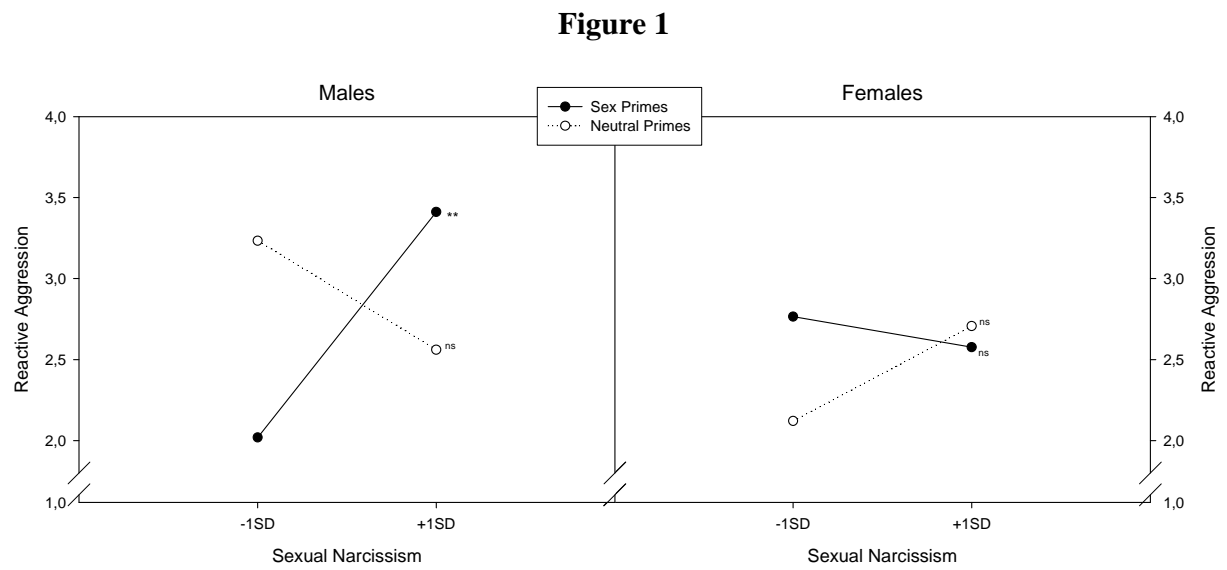 Figure 1
Males
Females
Sex Primes
Neutral Primes
4,0
3,5
3,0
2,5
2,0
1,0
Reactive Aggression
**
ns
-1SD
+1SD
Sexual Narcissism
ns
ns
-1SD
+1SD
Sexual Narcissism
4,0
3,5
3,0
2,5
2,0
1,0
Reactive Aggression